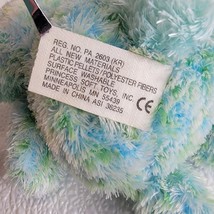 REG. NO. PA. 2603 (KR)
ALL NEW MATERIALS
PLASTIC PELLETS/POLYESTER FIBERS
SURFACE WASHABLE
PRINCESS SOFT TOYS, INC.
MINNEAPOLIS MN 55439
MADE IN CHINA ASI 38235
CE